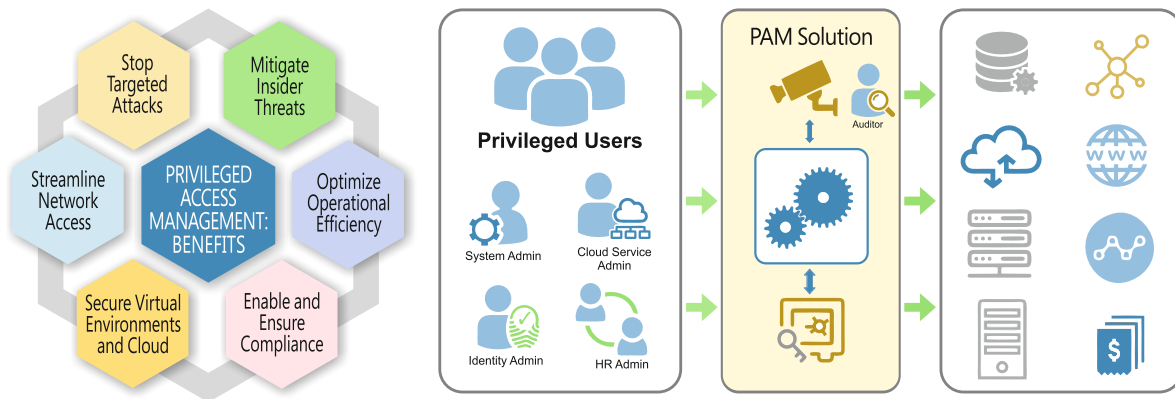 Stop
Targeted
Attacks
Mitigate
Insider
Threats
Streamline
Network
Access
PRIVILEGED
ACCESS
MANAGEMENT:
BENEFITS
Optimize
Operational
Efficiency
Secure Virtual
Environments
and Cloud
Enable and
Ensure
Compliance
Privileged Users
System Admin
Cloud Service
Admin
Identity Admin
HR Admin
PAM Solution
Auditor
WWW
$